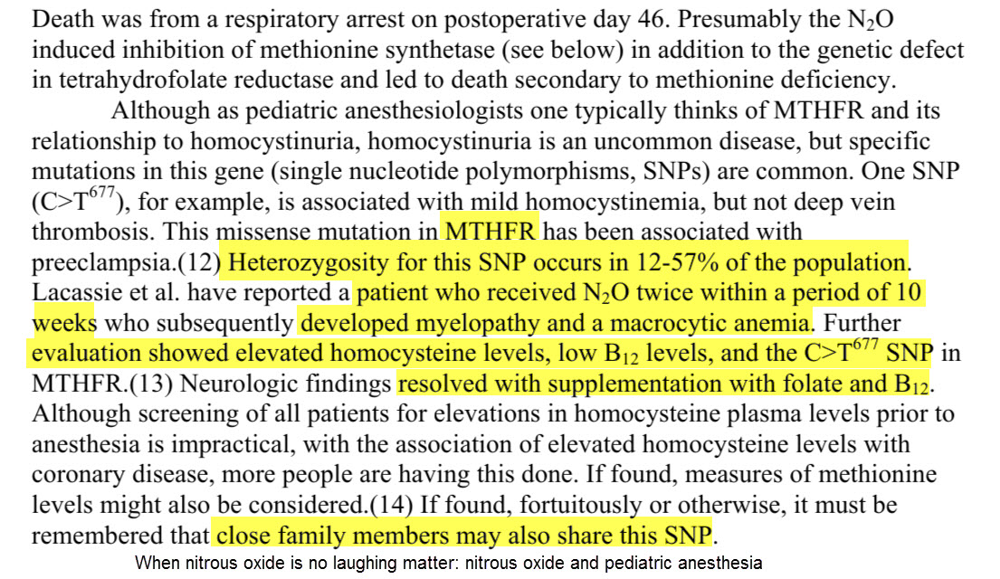 Death was from a respiratory arrest on postoperative day 46. Presumably the N₂O
induced inhibition of methionine synthetase (see below) in addition to the genetic defect
in tetrahydrofolate reductase and led to death secondary to methionine deficiency.
Although as pediatric anesthesiologists one typically thinks of MTHFR and its
relationship to homocystinuria, homocystinuria is an uncommon disease, but specific
mutations in this gene (single nucleotide polymorphisms, SNPs) are common. One SNP
(C>T⁶⁷⁷), for example, is associated with mild homocystinemia, but not deep vein
thrombosis. This missense mutation in MTHFR has been associated with
preeclampsia.(12) Heterozygosity for this SNP occurs in 12-57% of the population.
Lacassie et al. have reported a patient who received N₂O twice within a period of 10
weeks who subsequently developed myelopathy and a macrocytic anemia. Further
evaluation showed elevated homocysteine levels, low B₁₂ levels, and the C>T⁶⁷⁷ SNP in
MTHFR.(13) Neurologic findings resolved with supplementation with folate and B₁₂.
Although screening of all patients for elevations in homocysteine plasma levels prior to
anesthesia is impractical, with the association of elevated homocysteine levels with
coronary disease, more people are having this done. If found, measures of methionine
levels might also be considered.(14) If found, fortuitously or otherwise, it must be
remembered that close family members may also share this SNP.
When nitrous oxide is no laughing matter: nitrous oxide and pediatric anesthesia